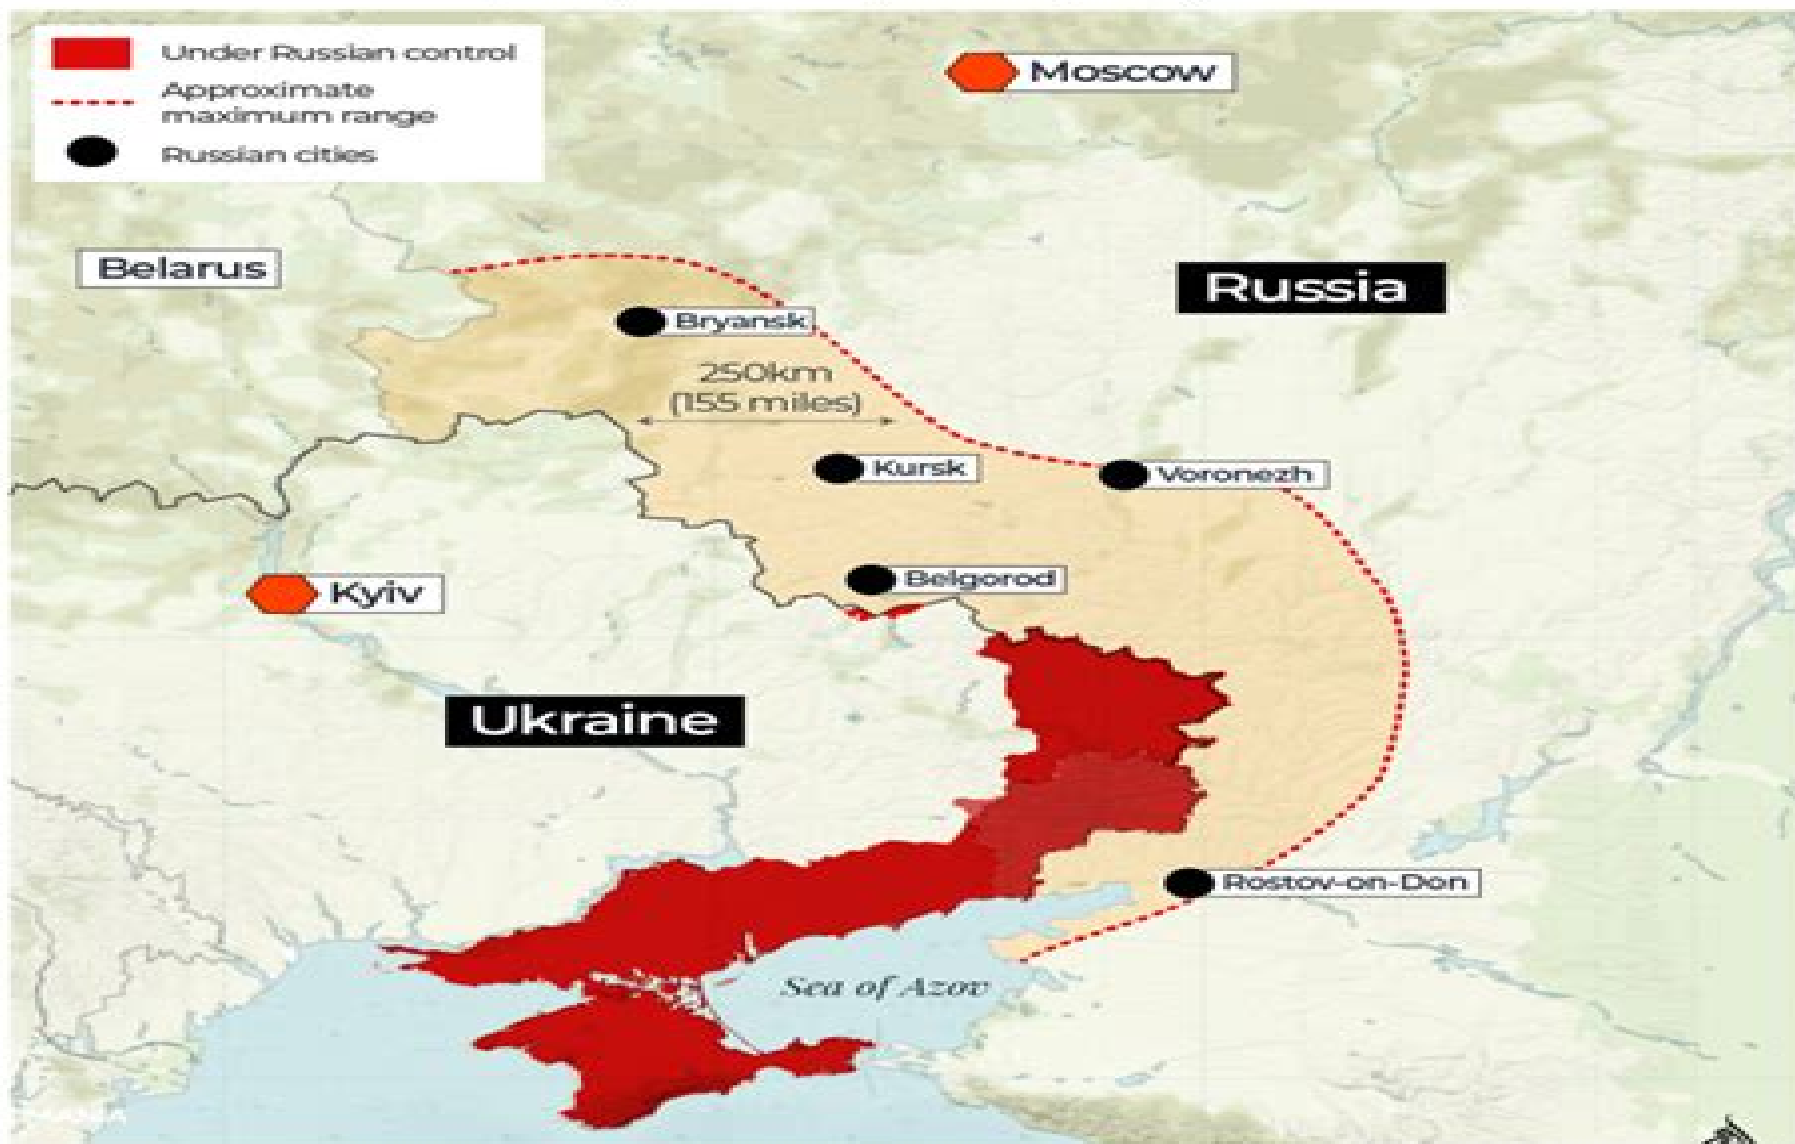 Under Russian control
Approximate
maximum range
Russian cities
Moscow
Belarus
Russia
Bryansk
250km
(155 miles)
Kursk
Voronezh
Belgorod
Kyiv
Ukraine
Rostov-on-Don
Sea of Azov